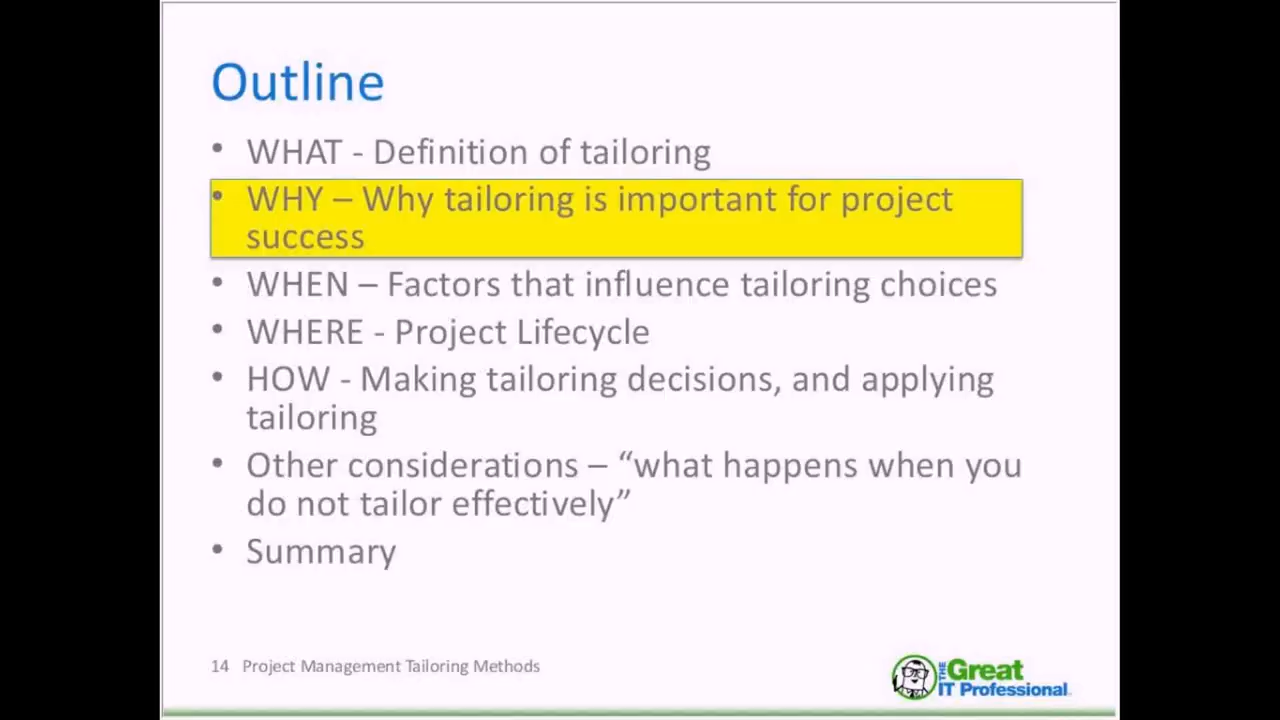 Outline
• WHAT - Definition of tailoring
• WHY – Why tailoring is important for project
success
• WHEN – Factors that influence tailoring choices
• WHERE - Project Lifecycle
• HOW - Making tailoring decisions, and applying
tailoring
• Other considerations – “what happens when you
do not tailor effectively”
• Summary
14 Project Management Tailoring Methods
THE Great
IT Professional